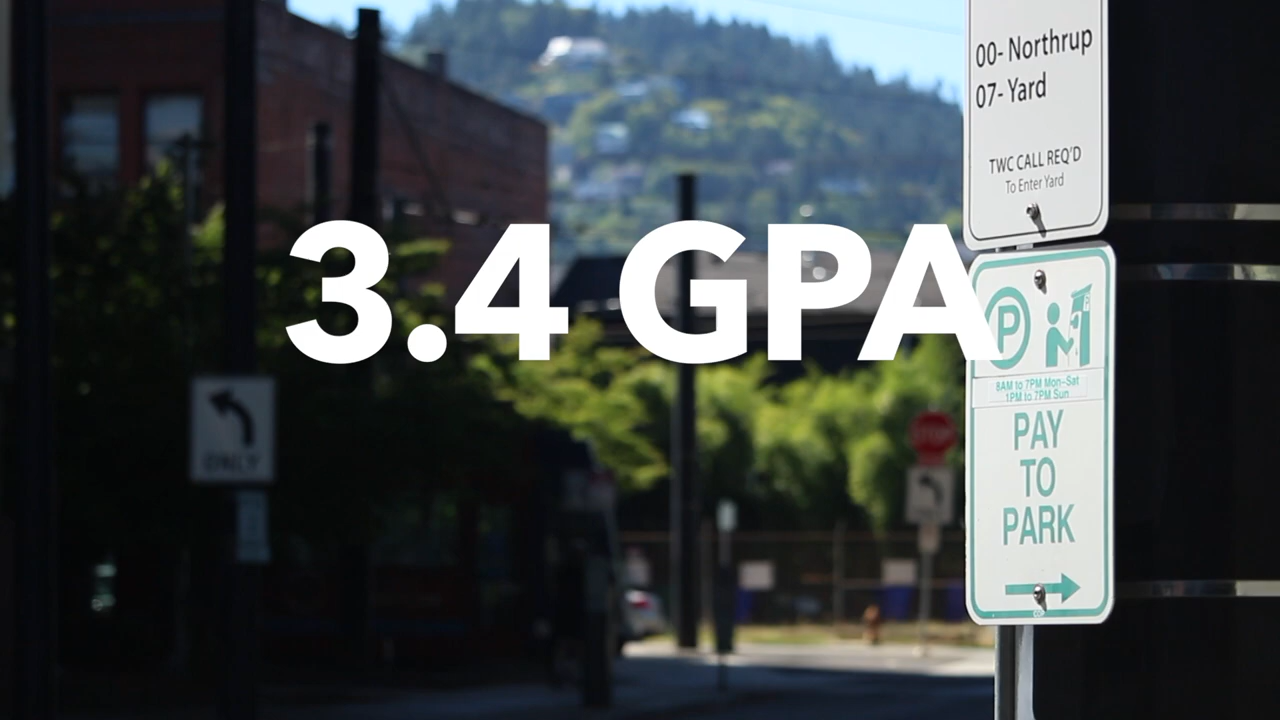 00- Northrup
07- Yard
TWC CALL REQ'D
To Enter Yard
3.4 GPA
P
8AM to 7PM Mon-Sat
1PM to 7PM Sun
PAY
TO
PARK
ONLY
STOP